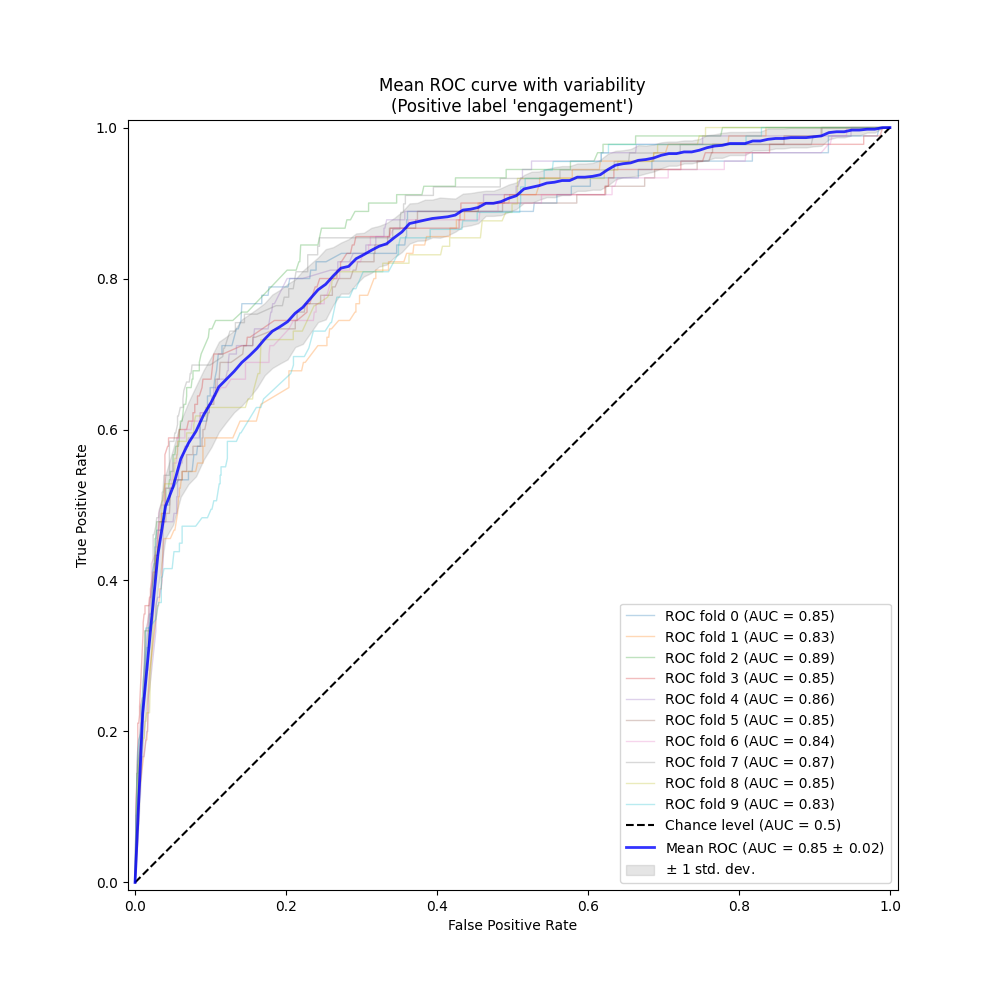 Mean ROC curve with variability
(Positive label 'engagement')
True Positive Rate
1.0
0.8
0.6
0.4
0.2
0.0
ROC fold 0 (AUC = 0.85)
ROC fold 1 (AUC = 0.83)
ROC fold 2 (AUC = 0.89)
ROC fold 3 (AUC = 0.85)
ROC fold 4 (AUC = 0.86)
ROC fold 5 (AUC = 0.85)
ROC fold 6 (AUC = 0.84)
ROC fold 7 (AUC = 0.87)
ROC fold 8 (AUC = 0.85)
ROC fold 9 (AUC = 0.83)
Chance level (AUC = 0.5)
Mean ROC (AUC = 0.85 ± 0.02)
± 1 std. dev.
0.0 0.2 0.4 0.6 0.8 1.0
False Positive Rate